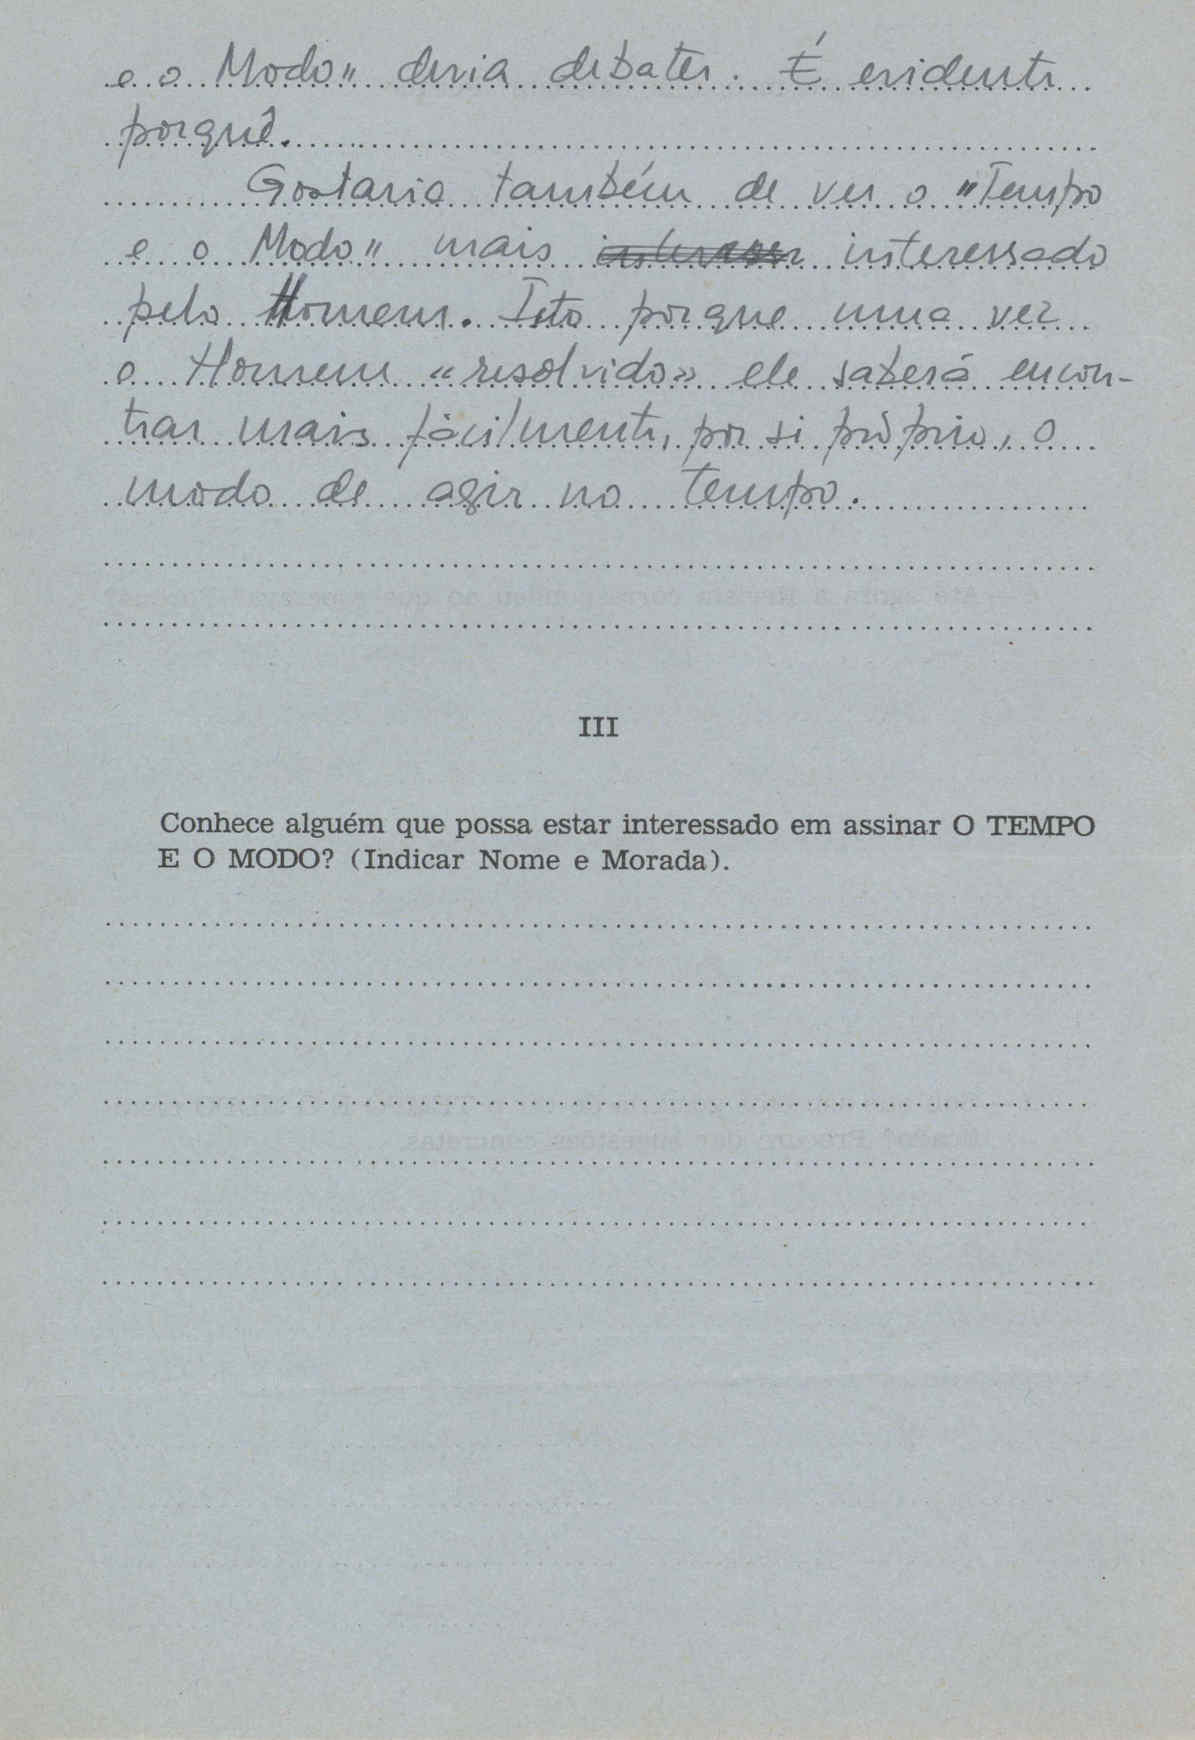 e o Modo" devia debater. É evidente
porquê.
Gostaria também de ver o "Tempo
e o Modo" mais interessado
pelo Homem. Isto porque uma vez
o Homem «resolvido» ele saberá encon-
trar mais fàcilmente, por si próprio, o
modo de agir no tempo.
III
Conhece alguém que possa estar interessado em assinar O TEMPO
E O MODO? (Indicar Nome e Morada).